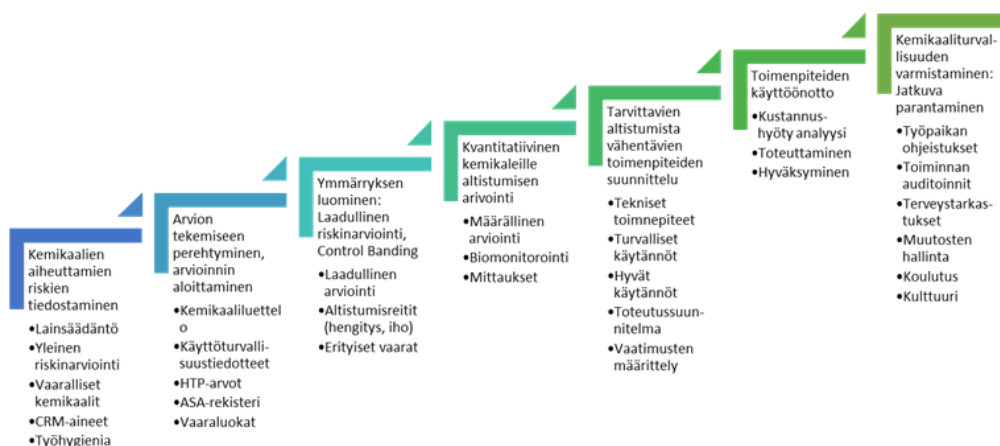 Kemikaalien
aiheuttamien
riskien
tiedostaminen
•Lainsäädäntö
•Yleinen
riskinarviointi
•Vaaralliset
kemikaalit
•CRM-aineet
•Työhygienia
Arvion
tekemiseen
perehtyminen,
arvioinnin
aloittaminen
•Kemikaaliluettel
o
•Käyttöturvalli-
suustiedotteet
•HTP-arvot
•ASA-rekisteri
•Vaaraluokat
Ymmärryksen
luominen:
Laadullinen
riskinarviointi,
Control Banding
•Laadullinen
arviointi
•Altistumisreitit
(hengitys, iho)
•Erityiset vaarat
Kvantitatiivinen
kemikaleille
altistumisen
arivointi
•Määrällinen
arviointi
•Biomonitorointi
•Mittaukset
Tarvittavien
altistumista
vähentävien
toimenpiteiden
suunnittelu
•Tekniset
toimnepiteet
•Turvalliset
käytännöt
•Hyvät
käytännöt
•Toteutussuun-
nitelma
•Vaatimusten
määrittely
Toimenpiteiden
käyttöönotto
•Kustannus-
hyöty analyysi
•Toteuttaminen
•Hyväksyminen
Kemikaaliturval-
lisuuden
varmistaminen:
Jatkuva
parantaminen
•Työpaikan
ohjeistukset
•Toiminnan
auditoinnit
•Terveystarkas-
tukset
•Muutosten
hallinta
•Koulutus
•Kulttuuri